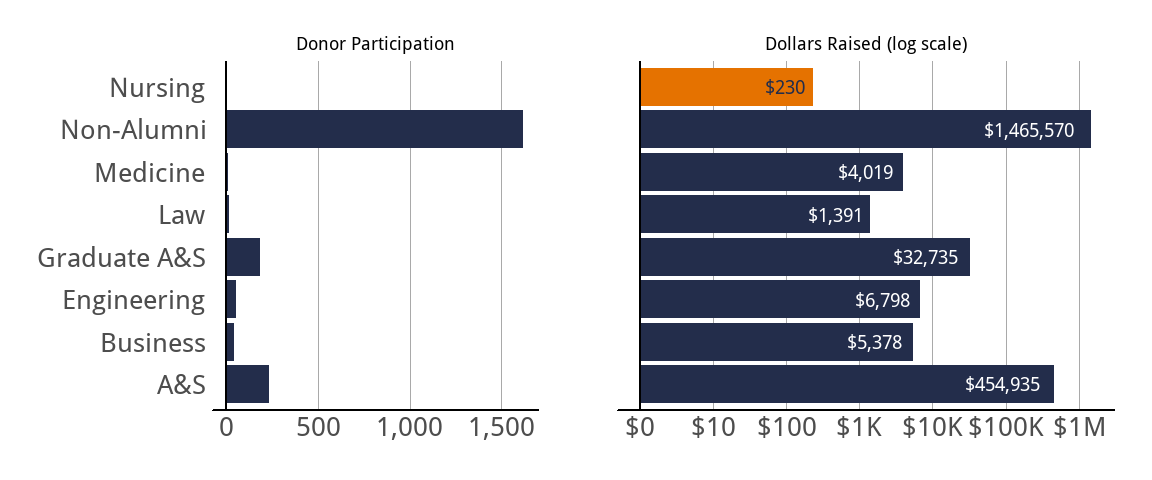 Donor Participation
Dollars Raised (log scale)
Nursing
$230
Non-Alumni
$1,465,570
Medicine
$4,019
Law
$1,391
Graduate A&S
$32,735
Engineering
$6,798
Business
$5,378
A&S
$454,935
0 500 1,000 1,500
$0 $10 $100 $1K $10K $100K $1M